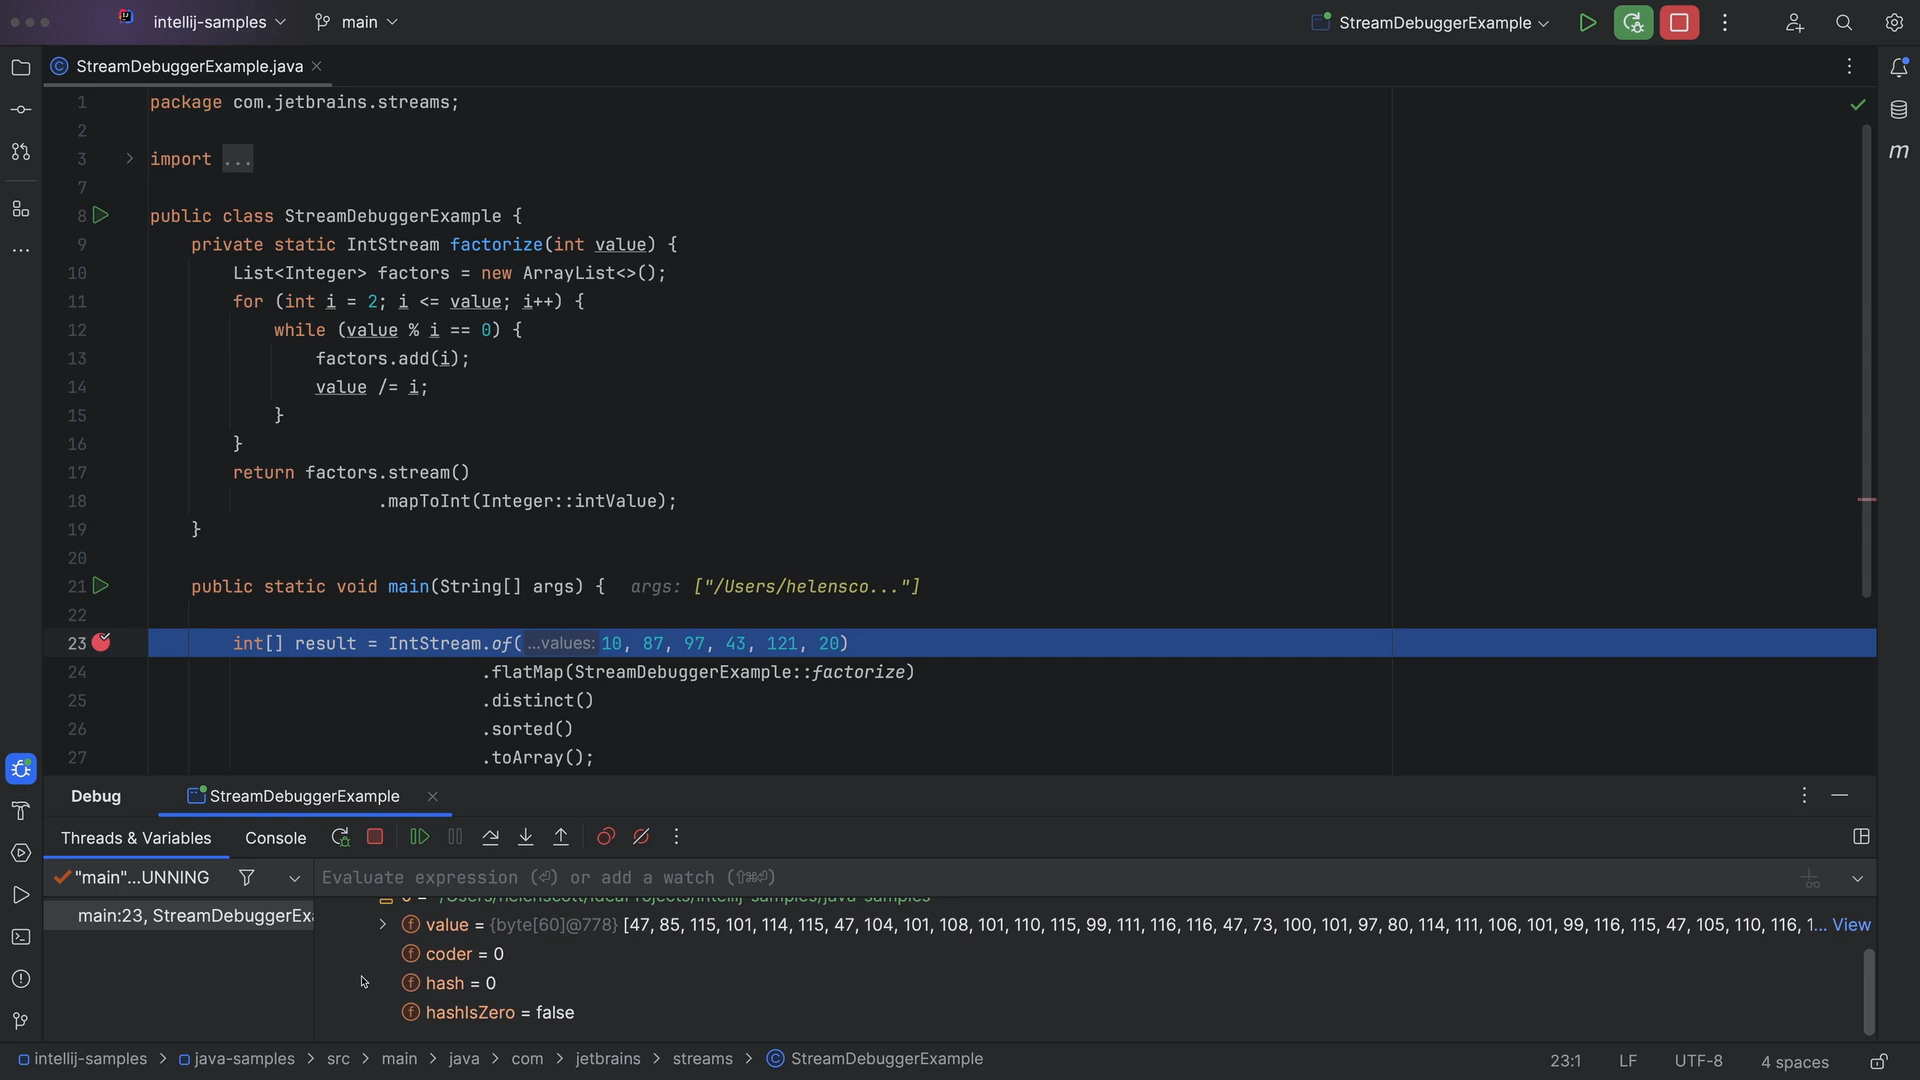 intellij-samples main StreamDebuggerExample
StreamDebuggerExample.java
1 package com.jetbrains.streams;
2
3 import ...
7
8 public class StreamDebuggerExample {
9 private static IntStream factorize(int value) {
10 List<Integer> factors = new ArrayList<>();
11 for (int i = 2; i <= value; i++) {
12 while (value % i == 0) {
13 factors.add(i);
14 value /= i;
15 }
16 }
17 return factors.stream()
18 .mapToInt(Integer::intValue);
19 }
20
21 public static void main(String[] args) { args: ["/Users/helensco..."]
22
23 int[] result = IntStream.of( ...values: 10, 87, 97, 43, 121, 20)
24 .flatMap(StreamDebuggerExample::factorize)
25 .distinct()
26 .sorted()
27 .toArray();
Debug StreamDebuggerExample
Threads & Variables Console
"main"...UNNING Evaluate expression (⏎) or add a watch (⇧⌘⏎)
main:23, StreamDebuggerExa
value = {byte[60]@778} [47, 85, 115, 101, 114, 115, 47, 104, 101, 108, 101, 110, 115, 99, 111, 116, 116, 47, 73, 100, 101, 97, 80, 114, 111, 106, 101, 99, 116, 115, 47, 105, 110, 116, 1... View
coder = 0
hash = 0
hashIsZero = false
intellij-samples > java-samples > src > main > java > com > jetbrains > streams > StreamDebuggerExample 23:1 LF UTF-8 4 spaces